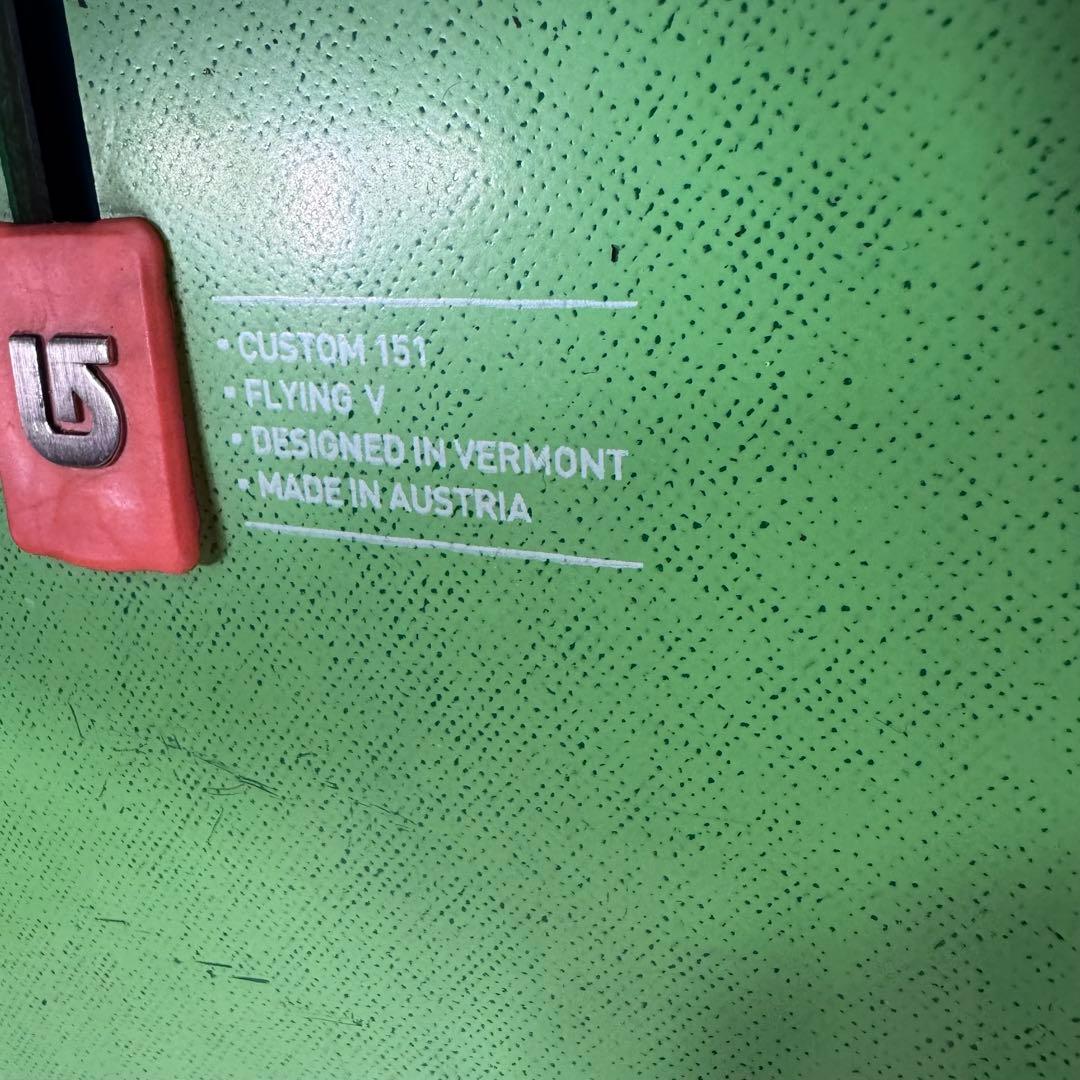 • CUSTOM 151
• FLYING V
• DESIGNED IN VERMONT
• MADE IN AUSTRIA